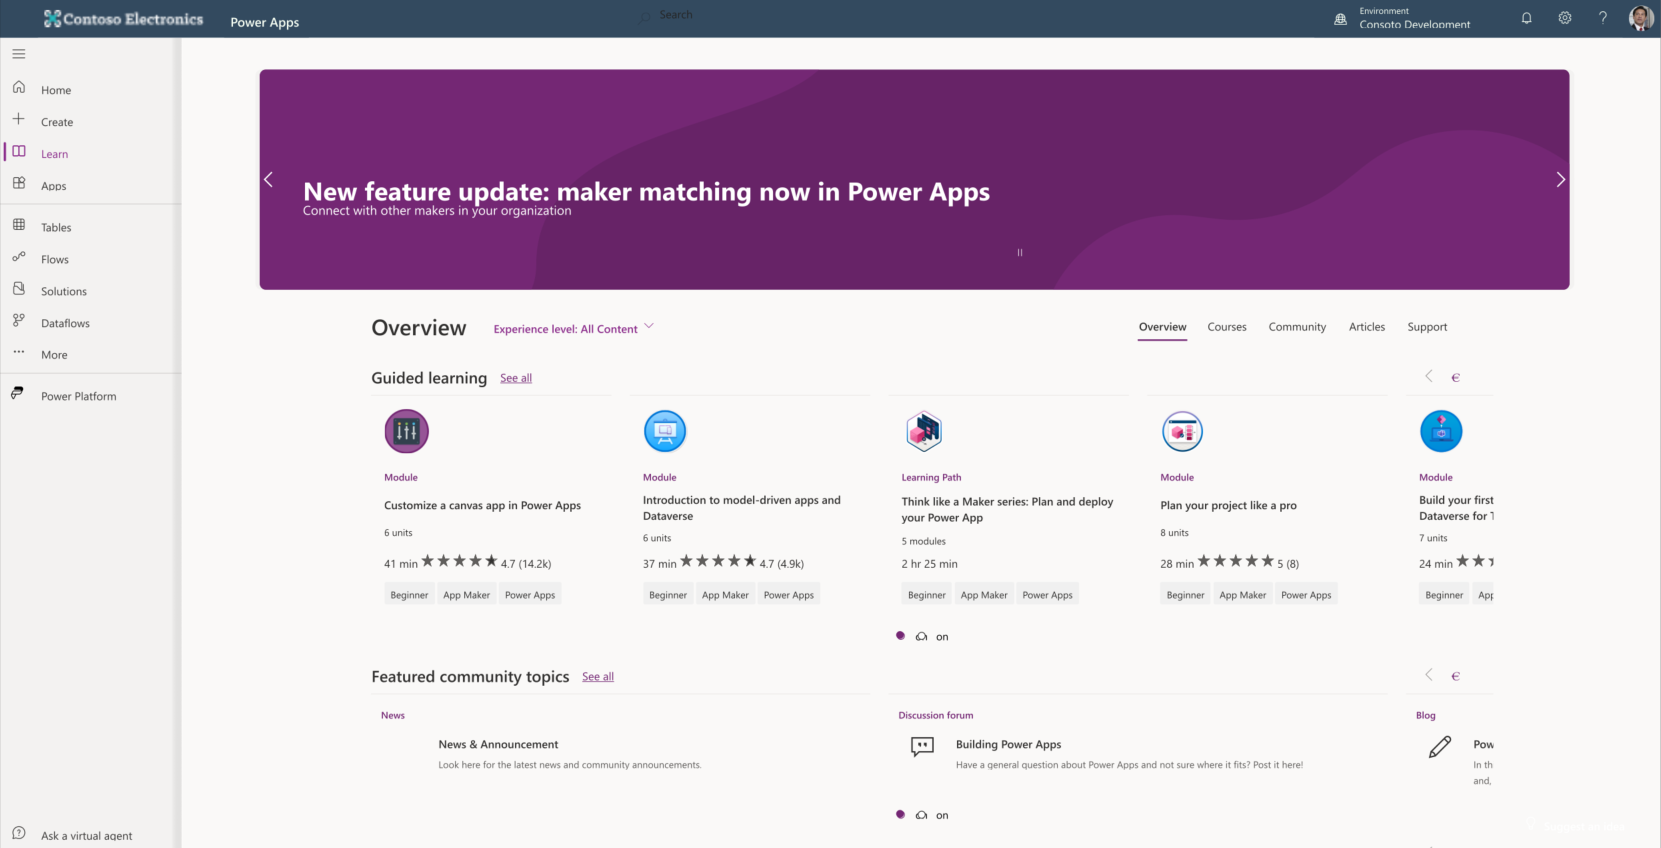 Contoso Electronics
Power Apps
Search
Environment
Consoto Development
Home
Create
Learn
Apps
Tables
Flows
Solutions
Dataflows
More
Power Platform
Ask a virtual agent
New feature update: maker matching now in Power Apps
Connect with other makers in your organization
Overview
Experience level: All Content
Overview Courses Community Articles Support
Guided learning
See all
€
Module
Customize a canvas app in Power Apps
6 units
41 min ★★★★★ 4.7 (14.2k)
Beginner App Maker Power Apps
Module
Introduction to model-driven apps and
Dataverse
6 units
37 min ★★★★★ 4.7 (4.9k)
Beginner App Maker Power Apps
Learning Path
Think like a Maker series: Plan and deploy
your Power App
5 modules
2 hr 25 min
Beginner App Maker Power Apps
Module
Plan your project like a pro
8 units
28 min ★★★★★ 5 (8)
Beginner App Maker Power Apps
Module
Build your first
Dataverse for T
7 units
24 min ★★★
Beginner App
on
Featured community topics
See all
€
News
News & Announcement
Look here for the latest news and community announcements.
Discussion forum
Building Power Apps
Have a general question about Power Apps and not sure where it fits? Post it here!
Blog
Pow
In th
and,
on